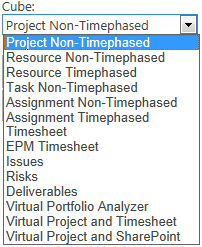 Cube:
Project Non-Timephased
Project Non-Timephased
Resource Non-Timephased
Resource Timephased
Task Non-Timephased
Assignment Non-Timephased
Assignment Timephased
Timesheet
EPM Timesheet
Issues
Risks
Deliverables
Virtual Portfolio Analyzer
Virtual Project and Timesheet
Virtual Project and SharePoint